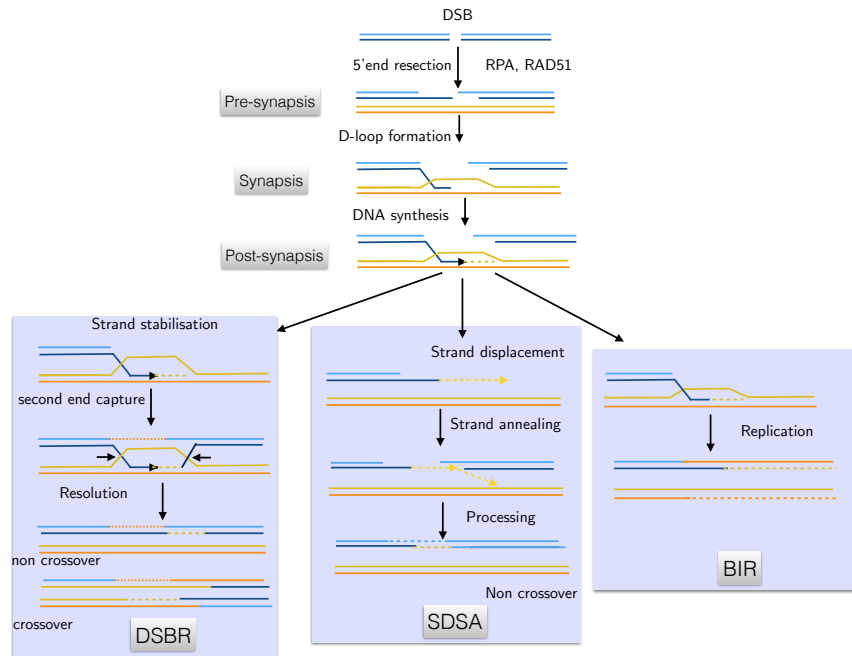 DSB
5'end resection RPA, RAD51
Pre-synapsis
D-loop formation
Synapsis
DNA synthesis
Post-synapsis
Strand stabilisation
second end capture
Resolution
non crossover
crossover
DSBR
Strand displacement
Strand annealing
Processing
Non crossover
SDSA
Replication
BIR